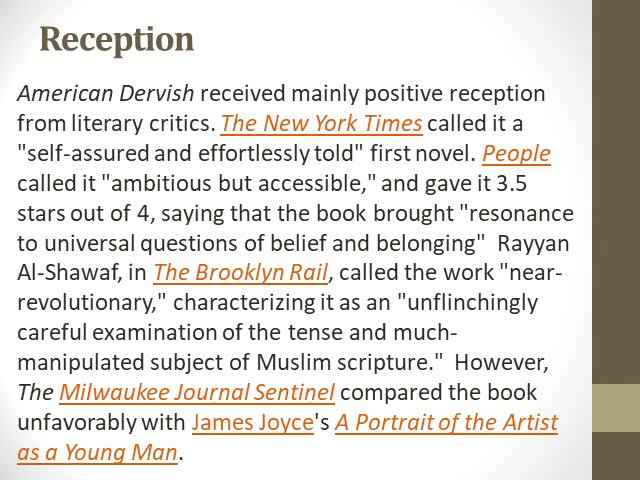 Reception
American Dervish received mainly positive reception
from literary critics. The New York Times called it a
"self-assured and effortlessly told" first novel. People
called it "ambitious but accessible," and gave it 3.5
stars out of 4, saying that the book brought "resonance
to universal questions of belief and belonging"  Rayyan
Al-Shawaf, in The Brooklyn Rail, called the work "near-
revolutionary," characterizing it as an "unflinchingly
careful examination of the tense and much-
manipulated subject of Muslim scripture."  However,
The Milwaukee Journal Sentinel compared the book
unfavorably with James Joyce's A Portrait of the Artist
as a Young Man.